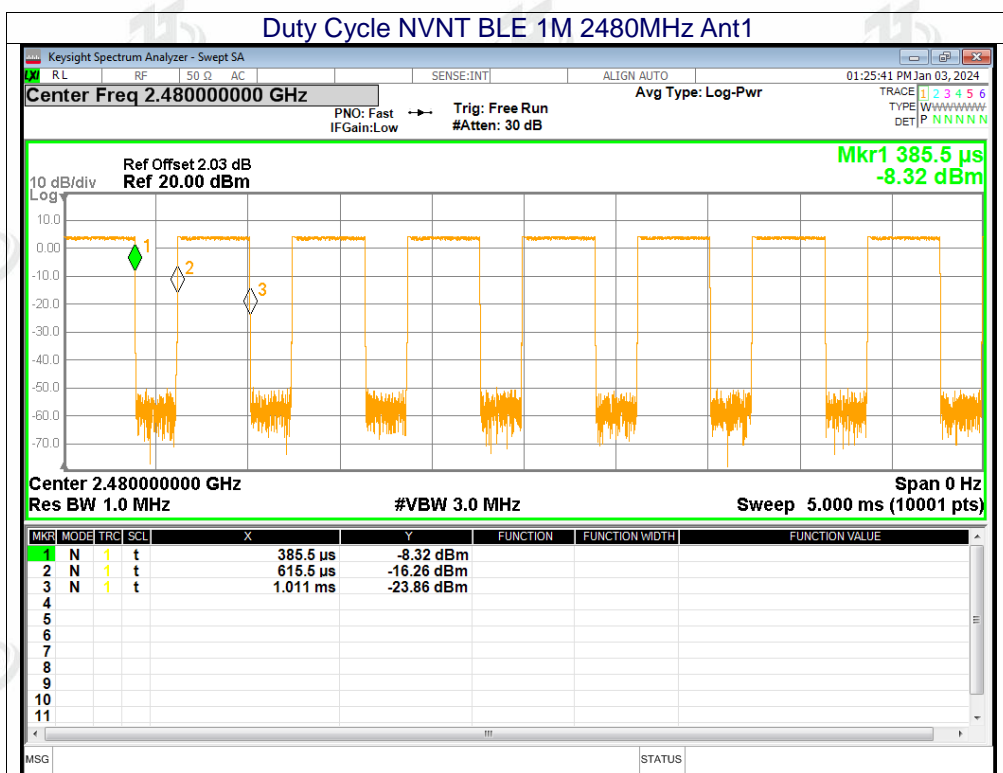 Duty Cycle NVNT BLE 1M 2480MHz Ant1
Keysight Spectrum Analyzer - Swept SA
LXI RL RF 50 Ω AC SENSE:INT ALIGN AUTO 01:25:41 PM Jan 03, 2024
Center Freq 2.480000000 GHz Avg Type: Log-Pwr TRACE 1 2 3 4 5 6
PNO: Fast Trig: Free Run TYPE WWWWWWW
IFGain:Low #Atten: 30 dB DET P N N N N N
Mkr1 385.5 µs
Ref Offset 2.03 dB
10 dB/div Ref 20.00 dBm -8.32 dBm
Log
10.0
0.00
-10.0
-20.0
-30.0
-40.0
-50.0
-60.0
-70.0
1
2
3
Center 2.480000000 GHz Span 0 Hz
Res BW 1.0 MHz #VBW 3.0 MHz Sweep 5.000 ms (10001 pts)
MKR MODE TRC SCL X Y FUNCTION FUNCTION WIDTH FUNCTION VALUE
1 N 1 t 385.5 µs -8.32 dBm
2 N 1 t 615.5 µs -16.26 dBm
3 N 1 t 1.011 ms -23.86 dBm
4
5
6
7
8
9
10
11
MSG STATUS